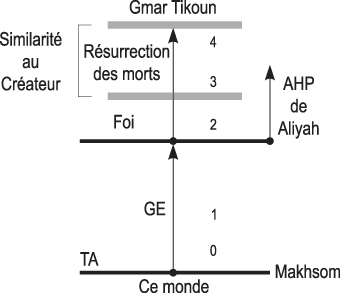 Gmar Tikoun
Similarité
au
Créateur
Résurrection
des morts
4
3
AHP
de
Aliyah
Foi
2
GE
1
0
TA
Makhsom
Ce monde